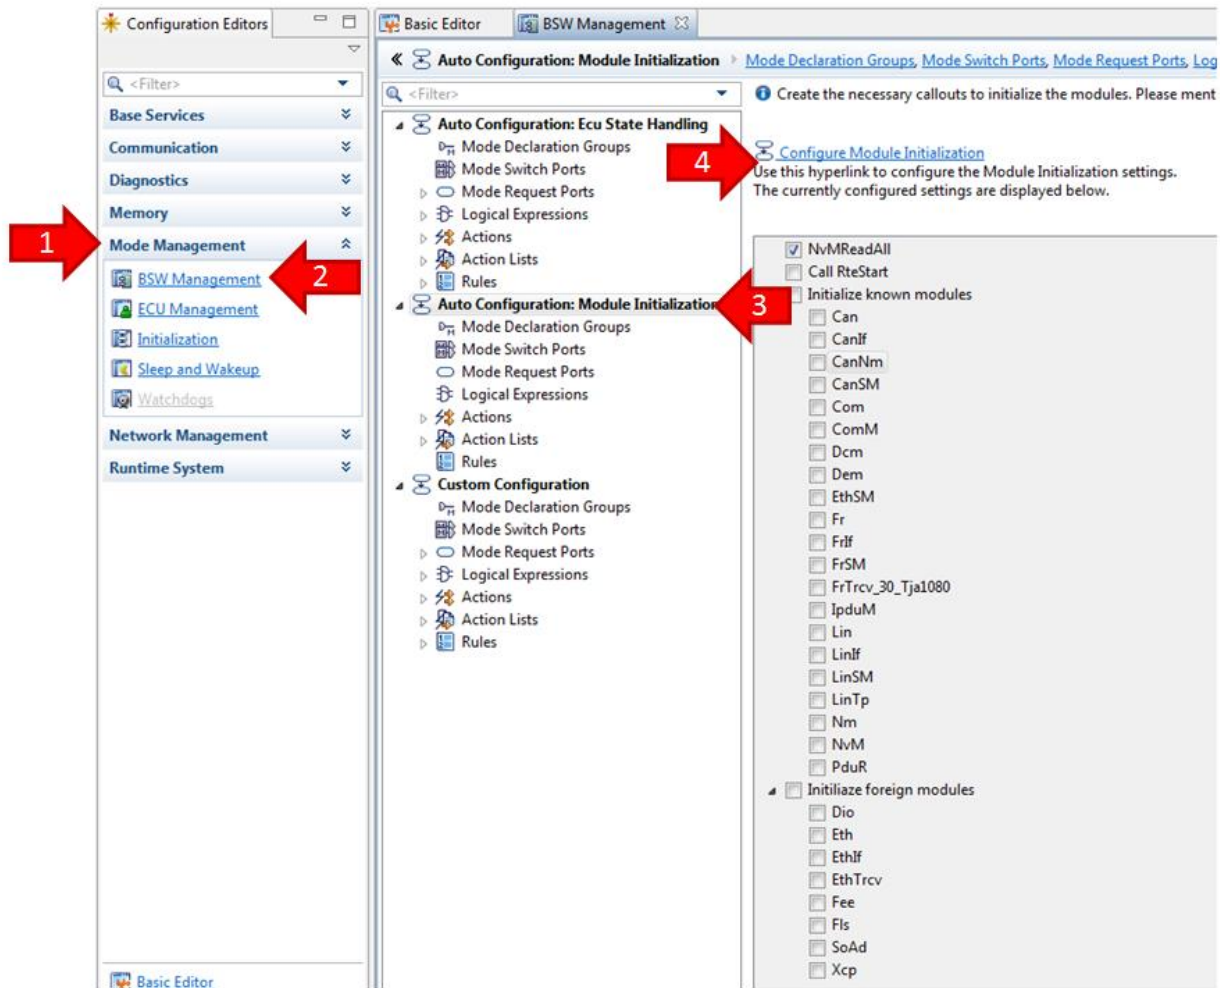 Configuration Editors
<Filter>
Base Services
Communication
Diagnostics
Memory
1
Mode Management
BSW Management
2
ECU Management
Initialization
Sleep and Wakeup
Watchdogs
Network Management
Runtime System
Basic Editor
Basic Editor
BSW Management
Auto Configuration: Module Initialization
Mode Declaration Groups, Mode Switch Ports, Mode Request Ports, Log
<Filter>
Auto Configuration: Ecu State Handling
Mode Declaration Groups
Mode Switch Ports
Mode Request Ports
Logical Expressions
Actions
Action Lists
Rules
Auto Configuration: Module Initialization
3
Mode Declaration Groups
Mode Switch Ports
Mode Request Ports
Logical Expressions
Actions
Action Lists
Rules
Custom Configuration
Mode Declaration Groups
Mode Switch Ports
Mode Request Ports
Logical Expressions
Actions
Action Lists
Rules
Create the necessary callouts to initialize the modules. Please ment
4
Configure Module Initialization
Use this hyperlink to configure the Module Initialization settings.
The currently configured settings are displayed below.
NvMReadAll
Call RteStart
Initialize known modules
Can
CanIf
CanNm
CanSM
Com
ComM
Dcm
Dem
EthSM
Fr
FrIf
FrSM
FrTrcv_30_Tja1080
IpduM
Lin
LinIf
LinSM
LinTp
Nm
NvM
PduR
Initiliaze foreign modules
Dio
Eth
EthIf
EthTrcv
Fee
Fls
SoAd
Xcp